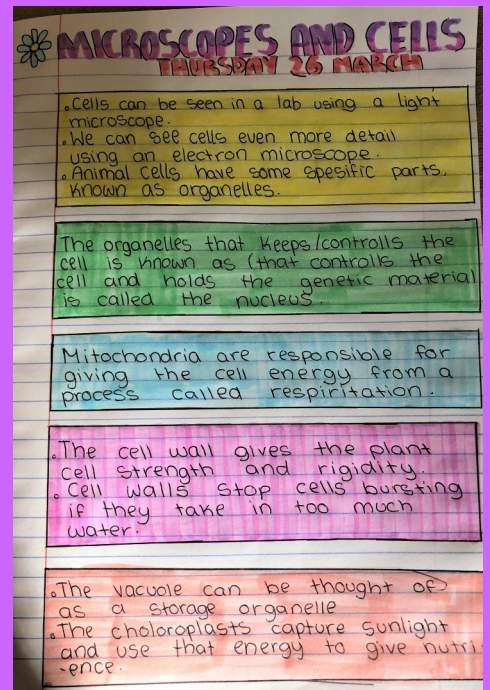 MICROSCOPES AND CELLS
THURSDAY 26 MARCH
• Cells can be seen in a lab using a light
microscope.
• We can see cells even more detail
using an electron microscope.
• Animal cells have some spesific parts.
Known as organelles.
The organelles that keeps/controlls the
cell is known as (that controlls the
cell and holds the genetic material
is called the nucleus.
Mitochondria are responsible for
giving the cell energy from a
process called respiritation.
• The cell wall gives the plant
cell strength and rigidity.
• Cell walls stop cells bursting
if they take in too much
water.
• The vacuole can be thought of
as a storage organelle
• The choloroplasts capture sunlight
and use that energy to give nutri
-ence.